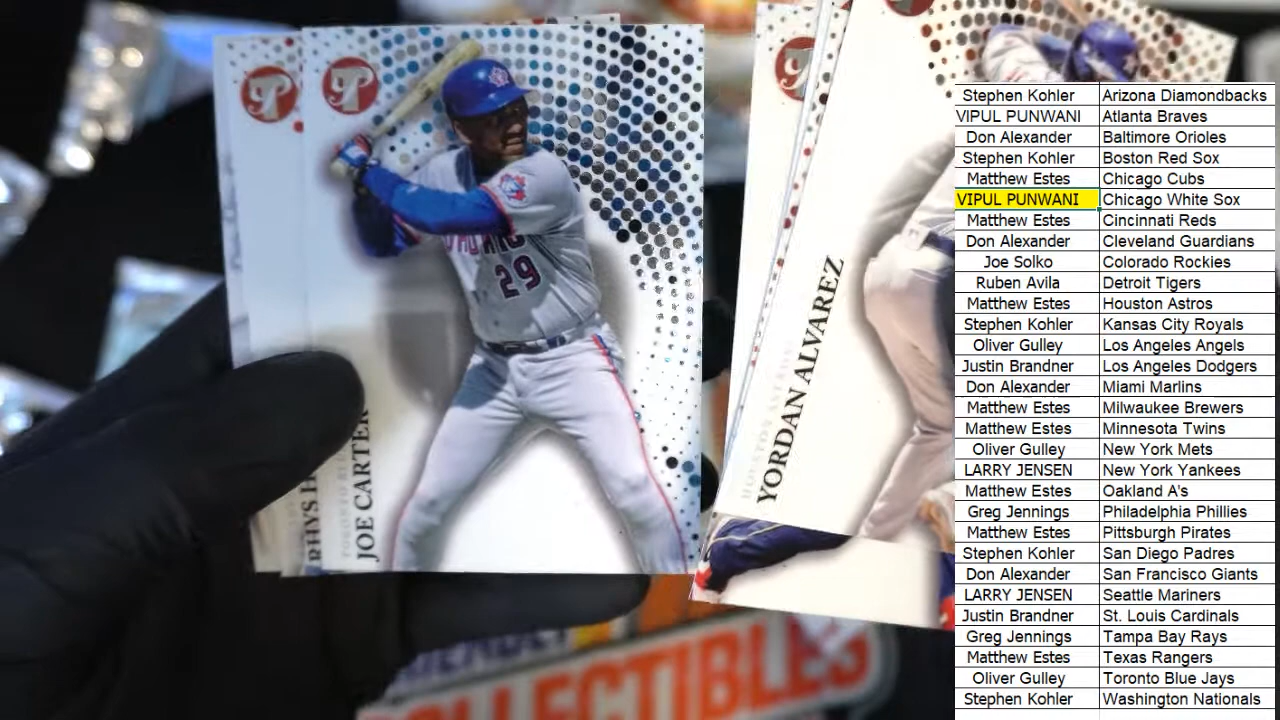 JOE CARTER
RHYS H
TORONTO
29
YORDAN ALVAREZ
HOUSTON
Stephen Kohler Arizona Diamondbacks
VIPUL PUNWANI Atlanta Braves
Don Alexander Baltimore Orioles
Stephen Kohler Boston Red Sox
Matthew Estes Chicago Cubs
VIPUL PUNWANI Chicago White Sox
Matthew Estes Cincinnati Reds
Don Alexander Cleveland Guardians
Joe Solko Colorado Rockies
Ruben Avila Detroit Tigers
Matthew Estes Houston Astros
Stephen Kohler Kansas City Royals
Oliver Gulley Los Angeles Angels
Justin Brandner Los Angeles Dodgers
Don Alexander Miami Marlins
Matthew Estes Milwaukee Brewers
Matthew Estes Minnesota Twins
Oliver Gulley New York Mets
LARRY JENSEN New York Yankees
Matthew Estes Oakland A's
Greg Jennings Philadelphia Phillies
Matthew Estes Pittsburgh Pirates
Stephen Kohler San Diego Padres
Don Alexander San Francisco Giants
LARRY JENSEN Seattle Mariners
Justin Brandner St. Louis Cardinals
Greg Jennings Tampa Bay Rays
Matthew Estes Texas Rangers
Oliver Gulley Toronto Blue Jays
Stephen Kohler Washington Nationals
COLLECTIBLES